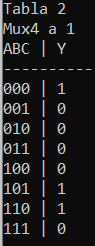 Tabla 2
Mux4 a 1
ABC | Y
----------
000 | 1
001 | 0
010 | 0
011 | 0
100 | 0
101 | 1
110 | 1
111 | 0